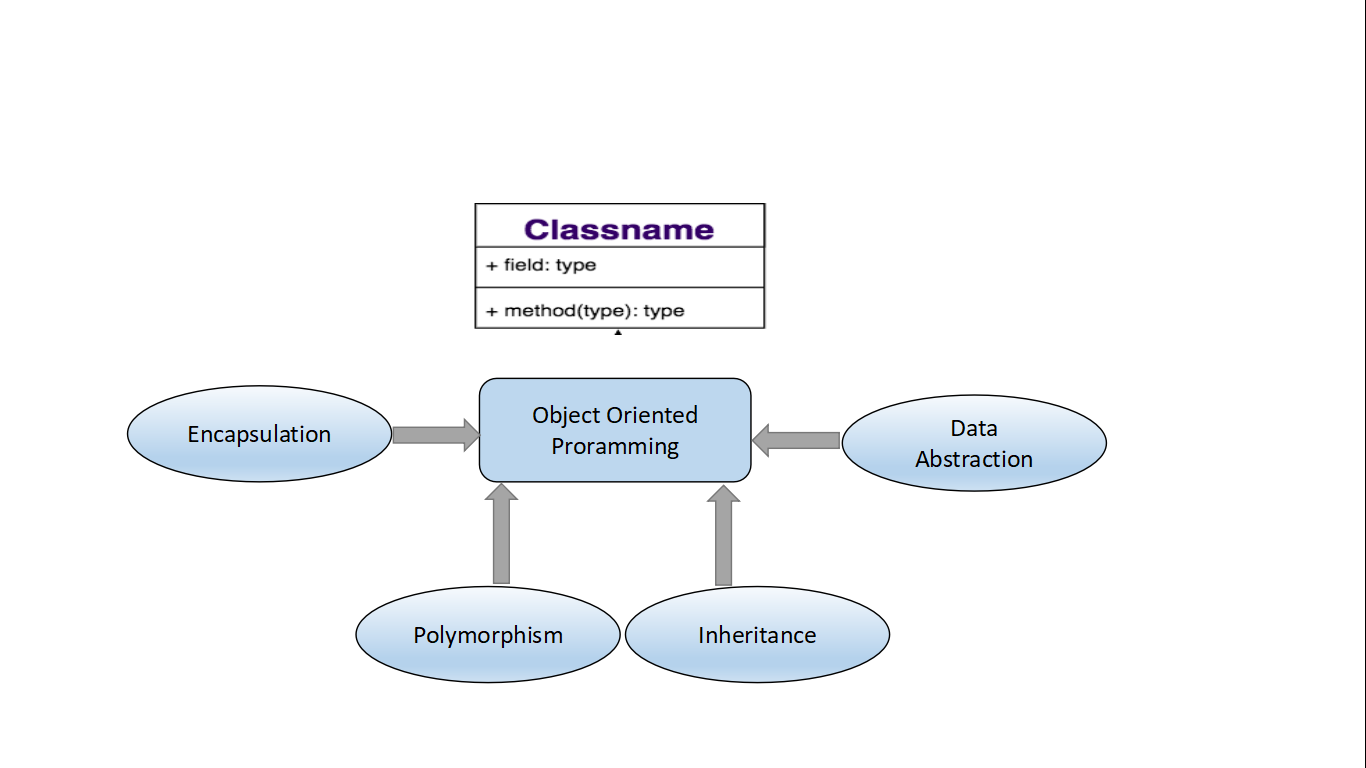 Classname
+ field: type
+ method(type): type
Object Oriented
Proramming
Encapsulation
Data
Abstraction
Polymorphism
Inheritance